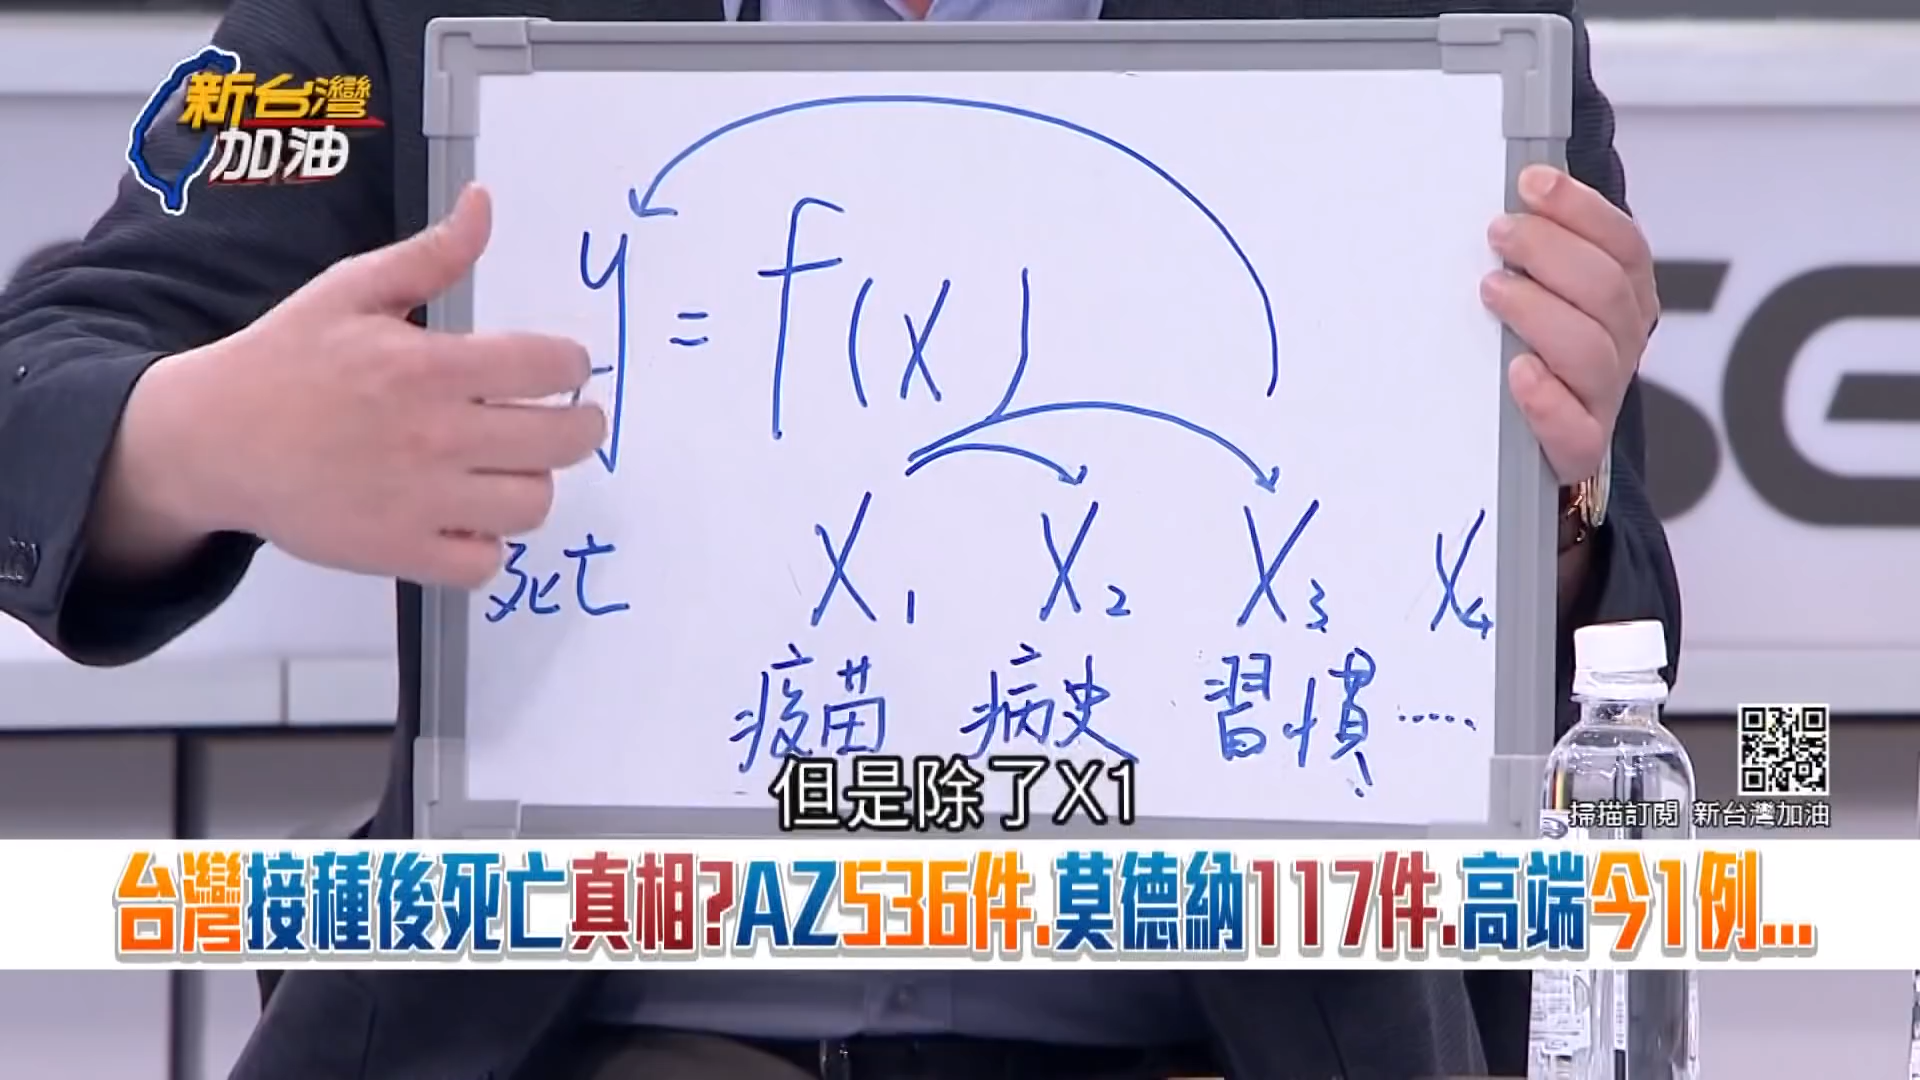 新台灣
加油
y = f(x)
死亡 X1 X2 X3 X4
疫苗 病史 習慣……
但是除了X1
掃描訂閱 新台灣加油
台灣接種後死亡真相?AZ536件.莫德納117件.高端今1例...